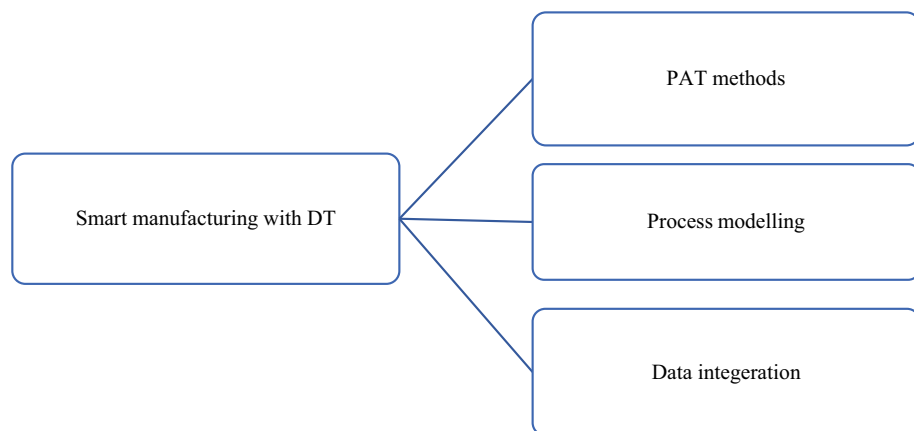 Smart manufacturing with DT
PAT methods
Process modelling
Data integeration